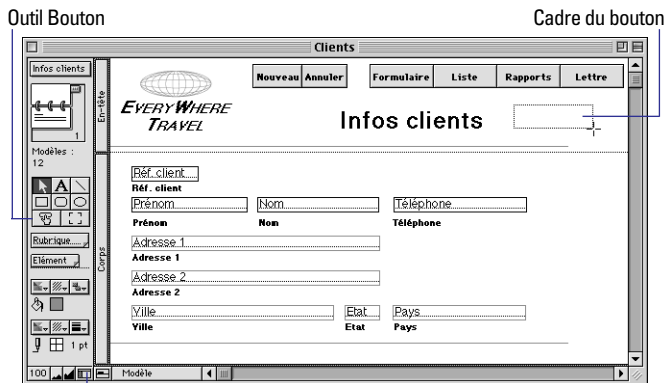 Outil Bouton
Cadre du bouton
Clients
Infos clients
Nouveau Annuler Formulaire Liste Rapports Lettre
En-tête
EVERYWHERE
TRAVEL
Infos clients
1
Modèles :
12
Réf. client
Réf. client
Prénom Nom Téléphone
Prénom Nom Téléphone
Rubrique
Elément
Corps
Adresse 1
Adresse 1
Adresse 2
Adresse 2
Ville Etat Pays
Ville Etat Pays
1 pt
100
Modèle